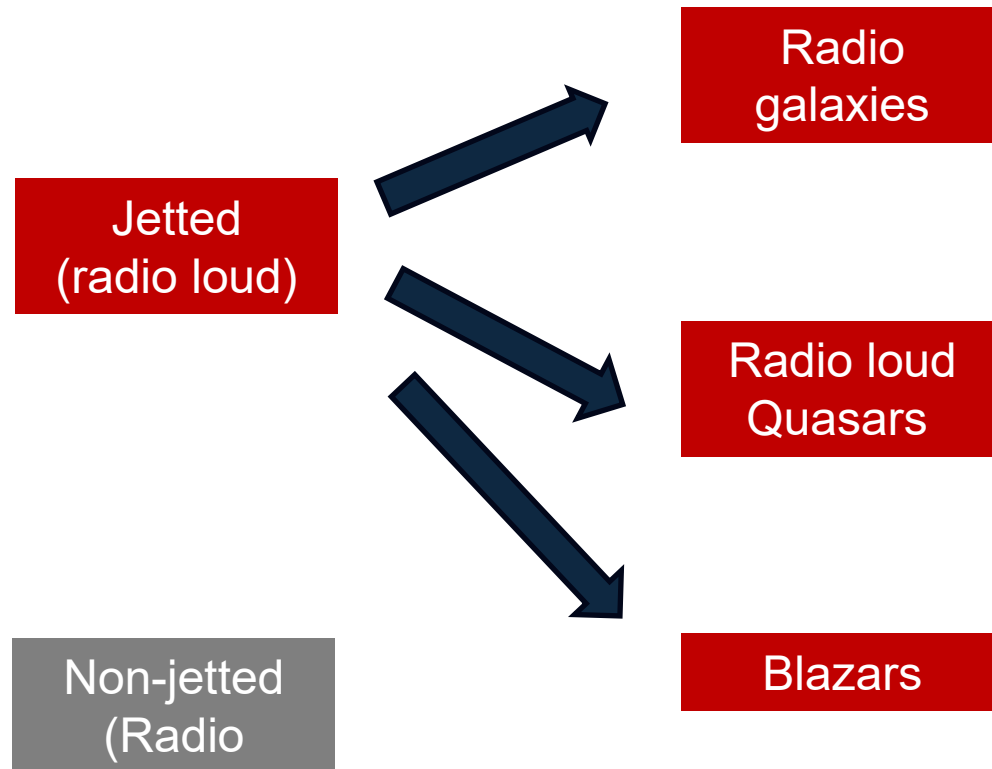 Radio
galaxies
Jetted
(radio loud)
Radio loud
Quasars
Blazars
Non-jetted
(Radio